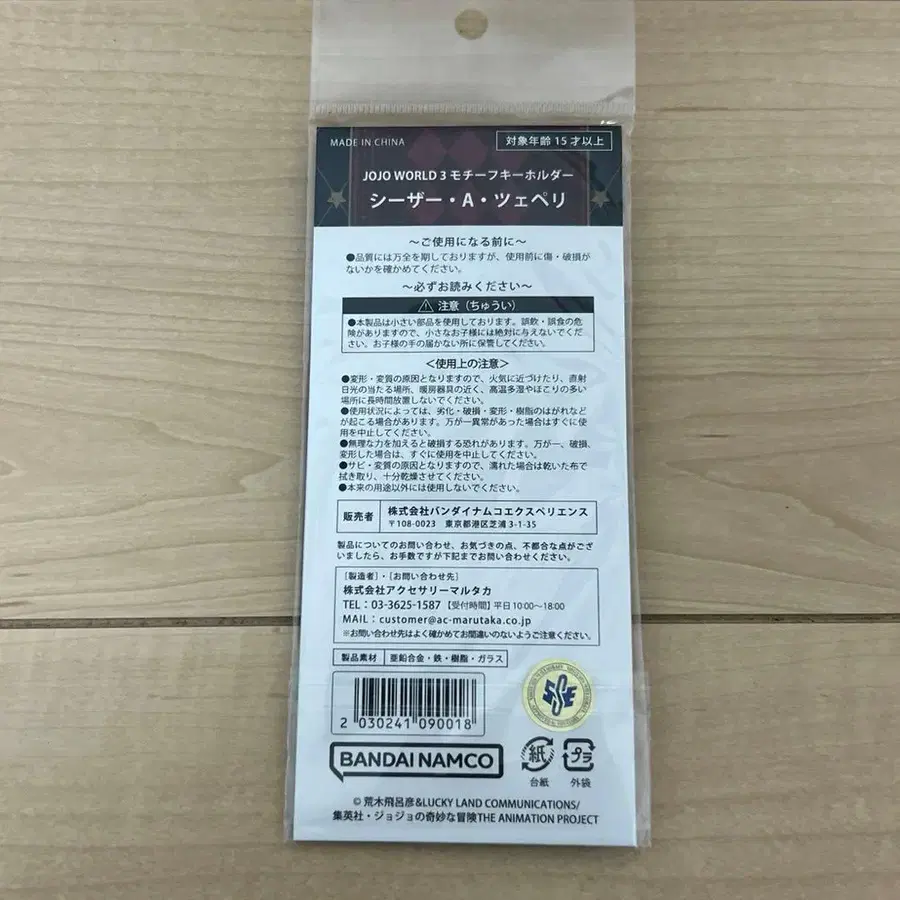 MADE IN CHINA
対象年齢15才以上
JOJO WORLD 3 モチーフキーホルダー
シーザー・A・ツェペリ
～ご使用になる前に～
●品質には万全を期しておりますが、使用前に傷・破損が
ないかを確かめてください。
～必ずお読みください～
注意（ちゅうい）
●本製品は小さい部品を使用しております。誤飲・誤食の危
険がありますので、小さなお子様には絶対に与えないでくだ
さい。お子様の手の届かない所に保管してください。
＜使用上の注意＞
●変形・変質の原因となりますので、火気に近づけたり、直射
日光の当たる場所、暖房器具の近く、高温多湿やほこりの多い
場所に長時間放置しないでください。
●使用状況によっては、劣化・破損・変形・樹脂のはがれなど
が起こる場合があります。万が一異常があった場合はすぐに使
用を中止してください。
●無理な力を加えると破損する恐れがあります。万が一、破損、
変形した場合は、すぐに使用を中止してください。
●サビ・変質の原因となりますので、濡れた場合は乾いた布で
拭き取り、十分乾燥させてください。
●本来の用途以外には使用しないでください。
販売者
株式会社バンダイナムコエクスペリエンス
〒108-0023 東京都港区芝浦 3-1-35
製品についてのお問い合わせ、お気づきの点、不都合な点がござ
いましたら、お手数ですが下記までお問い合わせください。
［製造者］・［お問い合わせ先］
株式会社アクセサリーマルタカ
TEL：03-3625-1587 【受付時間】平日 10:00～18:00
MAIL：customer@ac-marutaka.co.jp
※お問い合わせ先はよく確かめてお間違いのないようご注意ください。
製品素材 亜鉛合金・鉄・樹脂・ガラス
2 030241 090018
BANDAI NAMCO
紙
台紙
プラ
外袋
© 荒木飛呂彦&LUCKY LAND COMMUNICATIONS/
集英社・ジョジョの奇妙な冒険THE ANIMATION PROJECT